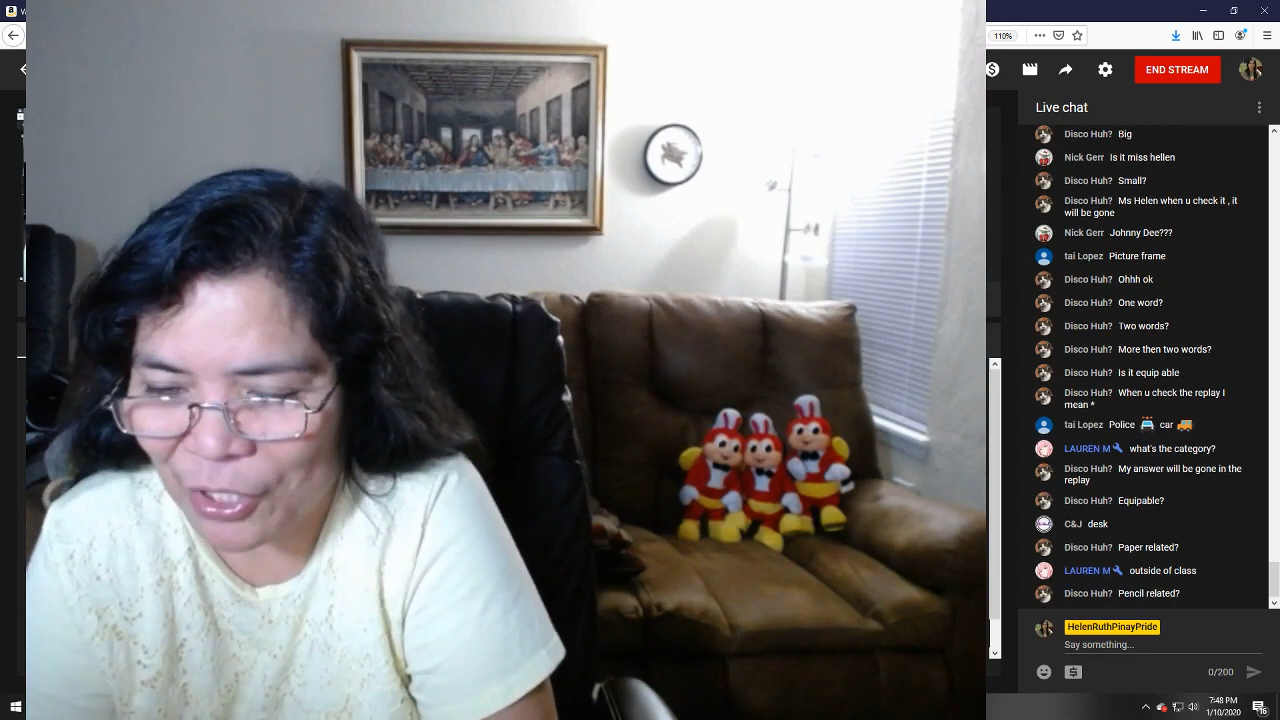 V
110%
END STREAM
Live chat
Disco Huh? Big
Nick Gerr Is it miss hellen
Disco Huh? Small?
Disco Huh? Ms Helen when u check it , it
will be gone
Nick Gerr Johnny Dee???
tai Lopez Picture frame
Disco Huh? Ohhh ok
Disco Huh? One word?
Disco Huh? Two words?
Disco Huh? More then two words?
Disco Huh? Is it equip able
Disco Huh? When u check the replay I
mean *
tai Lopez Police 🚔 car 🚙
LAUREN M what's the category?
Disco Huh? My answer will be gone in the
replay
Disco Huh? Equipable?
C&J desk
Disco Huh? Paper related?
LAUREN M outside of class
Disco Huh? Pencil related?
HelenRuthPinayPride
Say something...
0/200
7:48 PM
1/10/2020